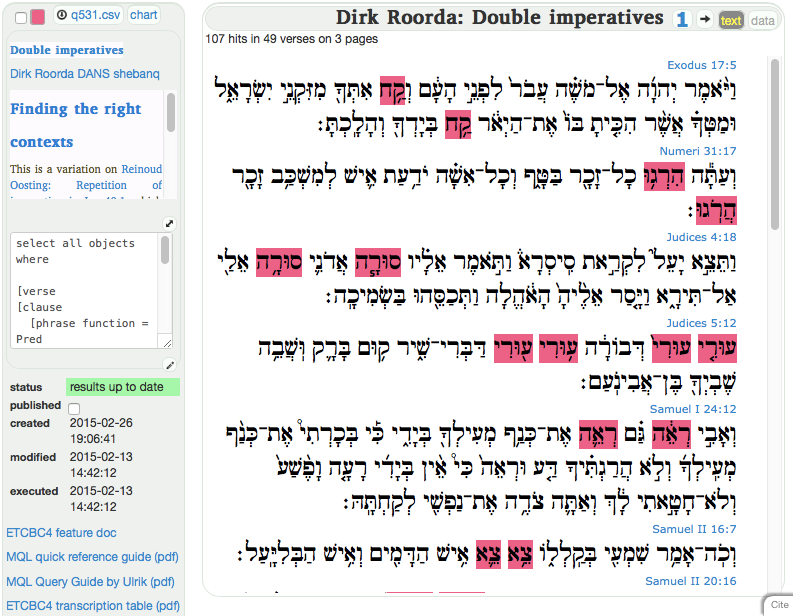 q531.csv chart
Double imperatives
Dirk Roorda DANS shebanq
Finding the right
contexts
This is a variation on Reinoud
Oosting: Repetition of
select all objects
where
[verse
[clause
[phrase function =
Pred
status results up to date
published
created 2015-02-26
19:06:41
modified 2015-02-13
14:42:12
executed 2015-02-13
14:42:12
ETCBC4 feature doc
MQL quick reference guide (pdf)
MQL Query Guide by Ulrik (pdf)
ETCBC4 transcription table (pdf)
Dirk Roorda: Double imperatives 1 text data
107 hits in 49 verses on 3 pages
Exodus 17:5
וַיֹּ֨אמֶר יְהוָ֜ה אֶל־מֹשֶׁ֗ה עֲבֹר֙ לִפְנֵ֣י הָעָ֔ם וְקַ֥ח אִתְּךָ֖ מִזִּקְנֵ֣י יִשְׂרָאֵ֑ל
וּמַטְּךָ֗ אֲשֶׁ֨ר הִכִּ֤יתָ בּוֹ֙ אֶת־הַיְאֹ֔ר קַ֥ח בְּיָדְךָ֖ וְהָלָֽכְתָּ׃
Numeri 31:17
וְעַתָּ֕ה הִרְג֥וּ כָל־זָכָ֖ר בַּטָּ֑ף וְכָל־אִשָּׁ֗ה יֹדַ֥עַת אִ֛ישׁ לְמִשְׁכַּ֥ב זָכָ֖ר
הֲרֹֽגוּ׃
Judices 4:18
וַתֵּצֵ֣א יָעֵל֮ לִקְרַ֣את סִֽיסְרָא֒ וַתֹּ֣אמֶר אֵלָ֗יו סוּרָ֧ה אֲדֹנִ֛י סוּרָ֥ה אֵלַ֖י
אַל־תִּירָ֑א וַיָּ֤סַר אֵלֶ֙יהָ֙ הָאֹ֔הֱלָה וַתְּכַסֵּ֖הוּ בַּשְּׂמִיכָֽה׃
Judices 5:12
עוּרִ֤י עוּרִי֙ דְּבוֹרָ֔ה ע֥וּרִי ע֖וּרִי דַּבְּרִי־שִׁ֑יר ק֥וּם בָּרָ֛ק וּֽשֲׁבֵ֥ה
שֶׁבְיְךָ֖ בֶּן־אֲבִינֹֽעַם׃
Samuel I 24:12
וְאָבִ֣י רְאֵ֔ה גַּ֗ם רְאֵ֛ה אֶת־כְּנַ֥ף מְעִילְךָ֖ בְּיָדִ֑י כִּ֡י בְּכָרְתִי֩ אֶת־כְּנַ֨ף
מְעִֽילְךָ֜ וְלֹ֣א הֲרַגְתִּ֗יךָ דַּ֤ע וּרְאֵה֙ כִּי֩ אֵ֨ין בְּיָדִ֜י רָעָ֤ה וָפֶ֙שַׁע֙
וְלֹא־חָטָ֣אתִי לָ֔ךְ וְאַתָּ֛ה צֹדֶ֥ה אֶת־נַפְשִׁ֖י לְקַחְתָּֽהּ׃
Samuel II 16:7
וְכֹֽה־אָמַ֥ר שִׁמְעִ֖י בְּקַֽלְל֑וֹ צֵ֥א צֵ֛א אִ֥ישׁ הַדָּמִ֖ים וְאִ֥ישׁ הַבְּלִיָּֽעַל׃
Samuel II 20:16
Cite